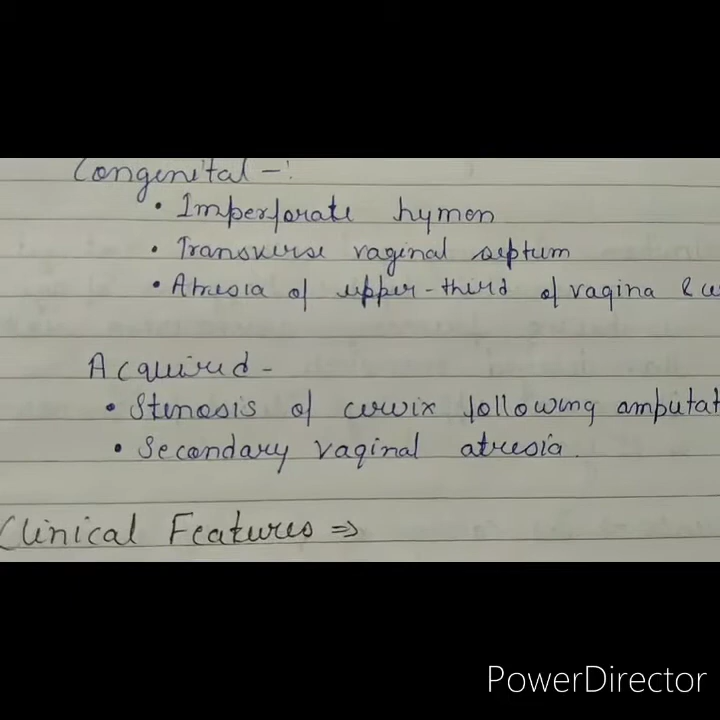 Congenital -:
• Imperforate hymen
• Transverse vaginal septum
• Atresia of upper-third of vagina &
Acquired -
• Stenosis of cervix following amputat
• Secondary vaginal atresia.
Clinical Features ⇒
PowerDirector